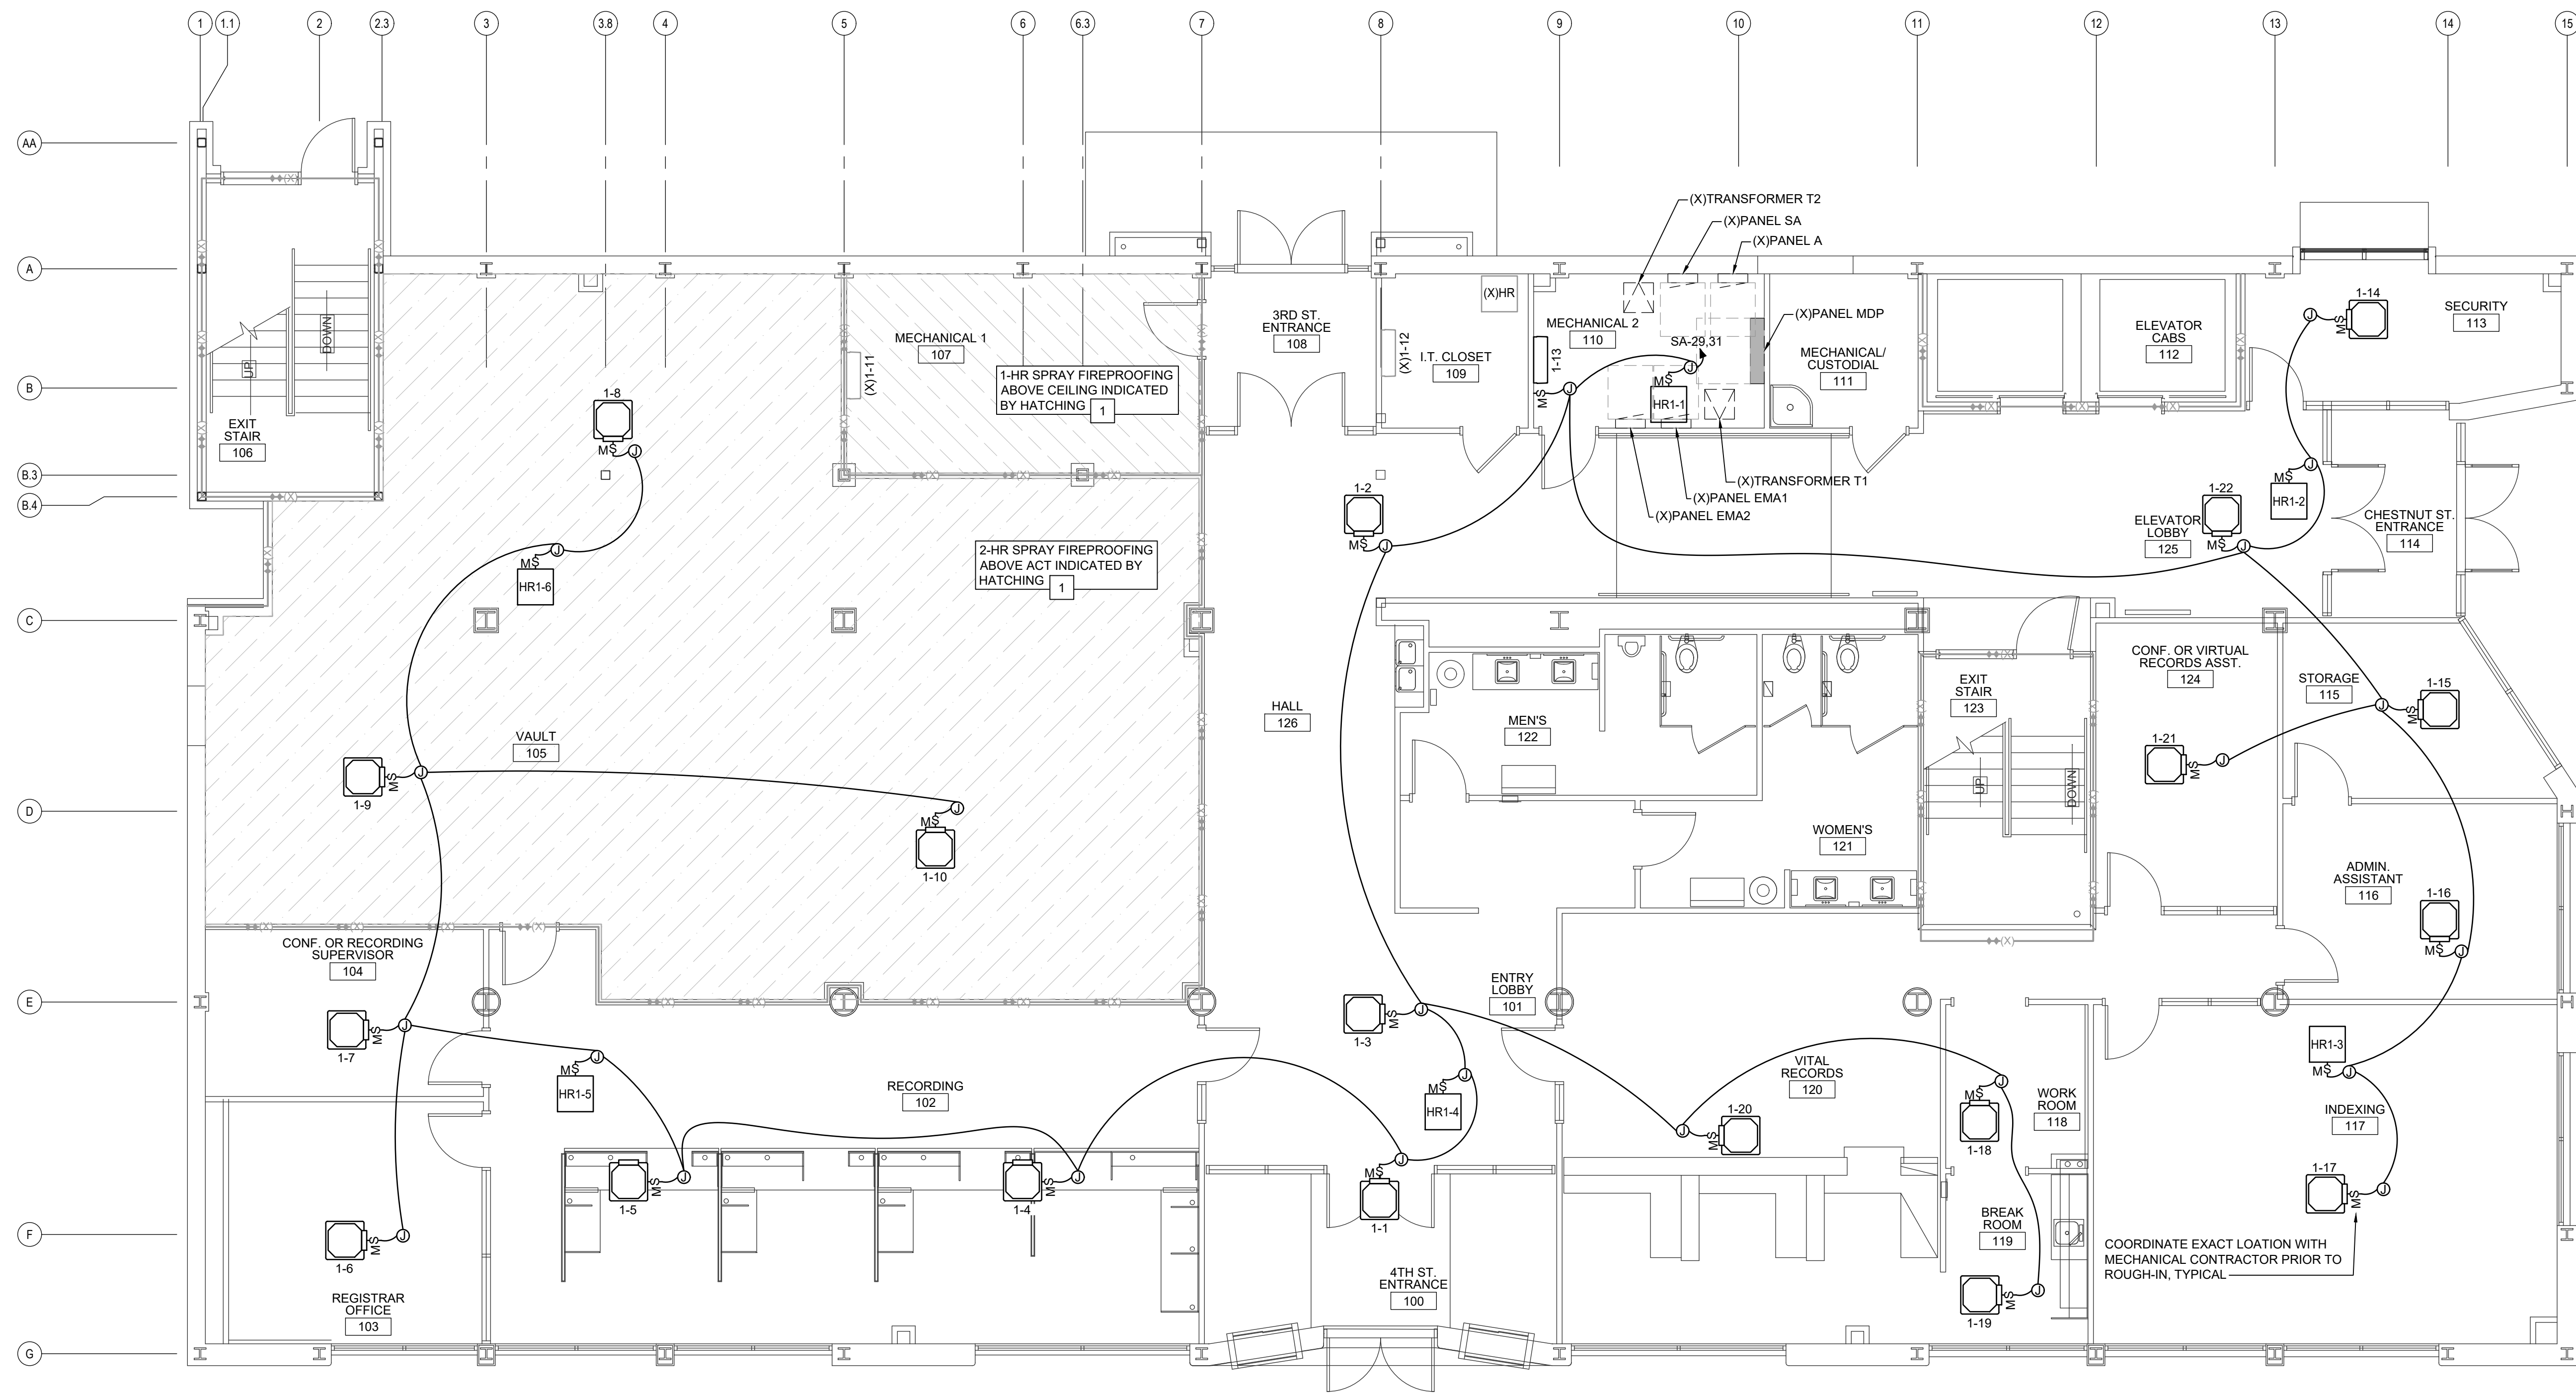 1
1.1
2
2.3
3
3.8
4
5
6
6.3
7
8
9
10
11
12
13
14
15
AA
A
B
B.3
B.4
C
D
E
F
G
(X)TRANSFORMER T2
(X)PANEL SA
(X)PANEL A
(X)PANEL MDP
(X)TRANSFORMER T1
(X)PANEL EMA1
(X)PANEL EMA2
EXIT
STAIR
106
UP
DOWN
MECHANICAL 1
107
(X)1-11
1-HR SPRAY FIREPROOFING
ABOVE CEILING INDICATED
BY HATCHING 1
2-HR SPRAY FIREPROOFING
ABOVE ACT INDICATED BY
HATCHING 1
3RD ST.
ENTRANCE
108
(X)1-12
I.T. CLOSET
109
(X)HR
MECHANICAL 2
110
1-13
M$
J
SA-29,31
J
M$
HR1-1
MECHANICAL/
CUSTODIAL
111
ELEVATOR
CABS
112
1-14
J
M$
SECURITY
113
1-8
M$
J
J
M$
HR1-6
1-2
M$
J
1-22
M$
J
ELEVATOR
LOBBY
125
J
M$
HR1-2
CHESTNUT ST.
ENTRANCE
114
VAULT
105
1-9
M$
J
J
M$
1-10
HALL
126
MEN'S
122
WOMEN'S
121
EXIT
STAIR
123
UP
DOWN
CONF. OR VIRTUAL
RECORDS ASST.
124
1-21
M$
J
STORAGE
115
1-15
J
M$
ADMIN.
ASSISTANT
116
1-16
M$
J
CONF. OR RECORDING
SUPERVISOR
104
1-7
M$
J
J
M$
HR1-5
RECORDING
102
1-5
M$
J
1-4
M$
J
1-6
M$
J
REGISTRAR
OFFICE
103
ENTRY
LOBBY
101
1-3
M$
J
J
M$
HR1-4
J
M$
1-1
4TH ST.
ENTRANCE
100
VITAL
RECORDS
120
1-20
J
M$
J
M$
1-18
WORK
ROOM
118
BREAK
ROOM
119
1-19
M$
J
HR1-3
M$
J
INDEXING
117
1-17
M$
J
COORDINATE EXACT LOATION WITH
MECHANICAL CONTRACTOR PRIOR TO
ROUGH-IN, TYPICAL